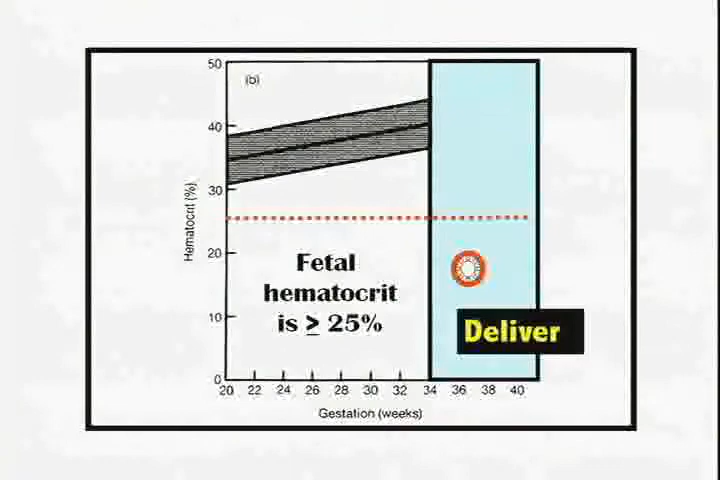 50
(b)
40
30
20
10
0
Hematocrit (%)
Fetal
hematocrit
is ≥ 25%
Deliver
20 22 24 26 28 30 32 34 36 38 40
Gestation (weeks)